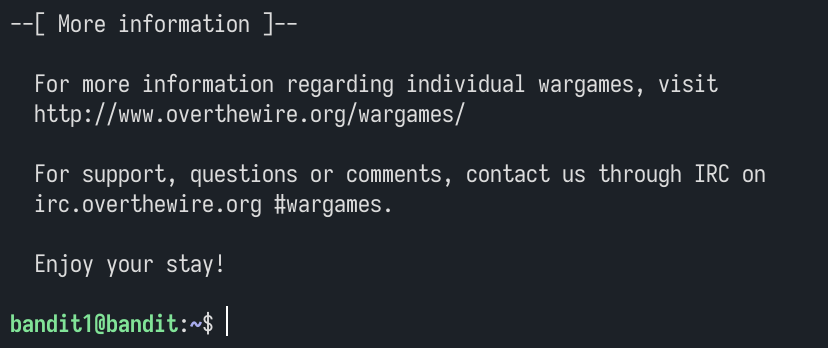 --[ More information ]--
For more information regarding individual wargames, visit
http://www.overthewire.org/wargames/
For support, questions or comments, contact us through IRC on
irc.overthewire.org #wargames.
Enjoy your stay!
bandit1@bandit:~$